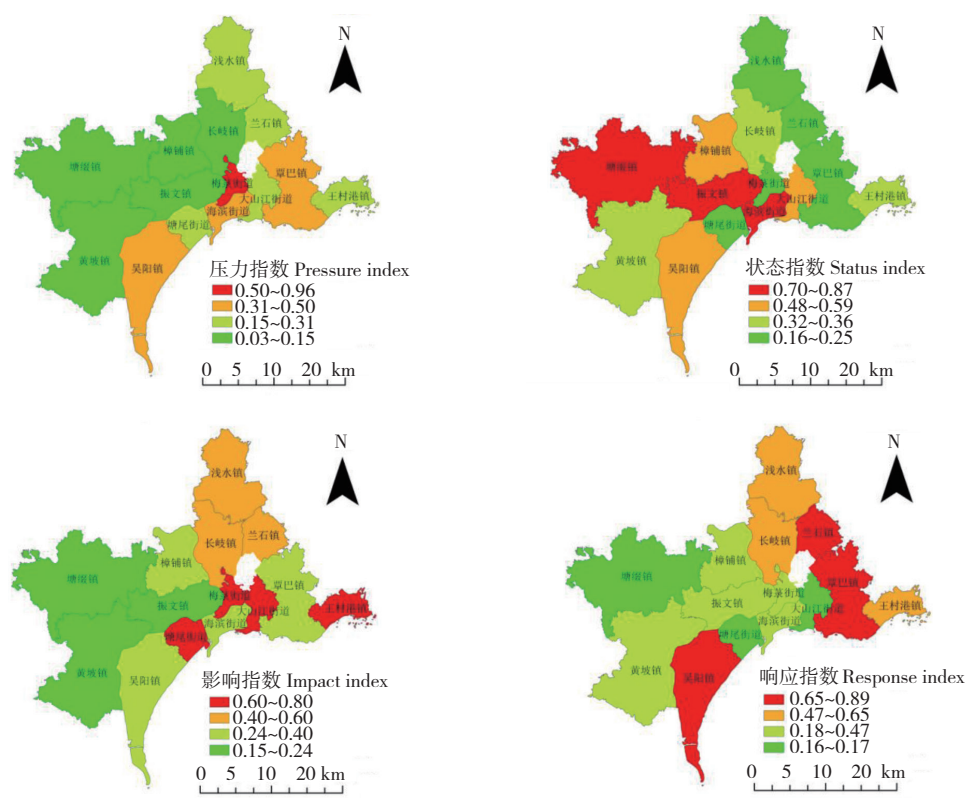 N
浅水镇
长岐镇
兰石镇
樟铺镇
塘㙍镇
覃巴镇
梅菉街道
振文镇
大山江街道
王村港镇
海滨街道
塘尾街道
黄坡镇
吴阳镇
压力指数 Pressure index
0.50~0.96
0.31~0.50
0.15~0.31
0.03~0.15
0 5 10 20 km
N
浅水镇
长岐镇
兰石镇
樟铺镇
塘㙍镇
覃巴镇
梅菉街道
振文镇
大山江街道
王村港镇
海滨街道
塘尾街道
黄坡镇
吴阳镇
状态指数 Status index
0.70~0.87
0.48~0.59
0.32~0.36
0.16~0.25
0 5 10 20 km
N
浅水镇
长岐镇
兰石镇
樟铺镇
塘㙍镇
覃巴镇
梅菉街道
振文镇
大山江街道
王村港镇
海滨街道
塘尾街道
黄坡镇
吴阳镇
影响指数 Impact index
0.60~0.80
0.40~0.60
0.24~0.40
0.15~0.24
0 5 10 20 km
N
浅水镇
兰石镇
长岐镇
樟铺镇
塘㙍镇
覃巴镇
梅菉街道
振文镇
大山江街道
王村港镇
海滨街道
塘尾街道
黄坡镇
吴阳镇
响应指数 Response index
0.65~0.89
0.47~0.65
0.18~0.47
0.16~0.17
0 5 10 20 km